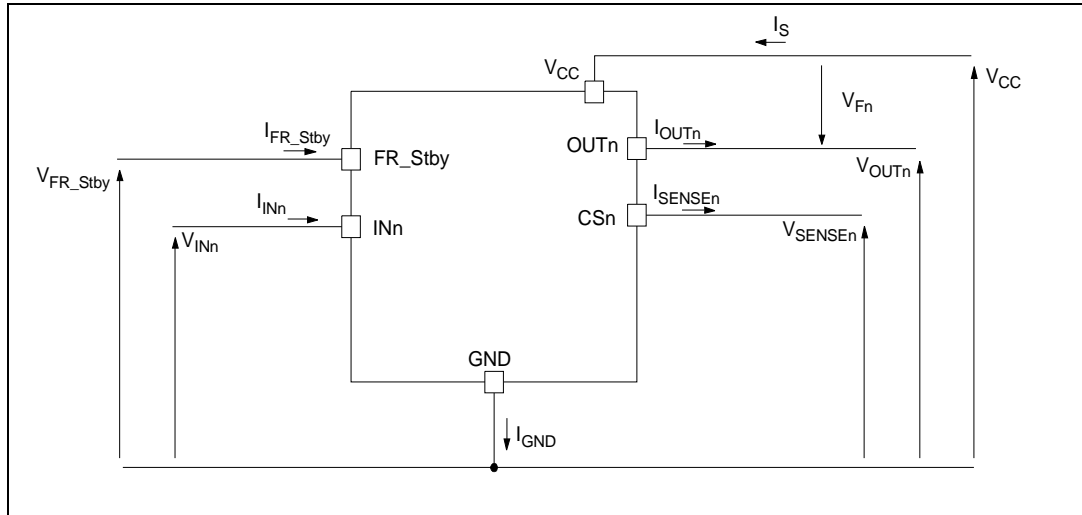 I_S
V_CC
V_CC
V_Fn
I_FR_Stby
FR_Stby
V_FR_Stby
OUTn
I_OUTn
V_OUTn
I_INn
INn
V_INn
CSn
I_SENSEn
V_SENSEn
GND
I_GND